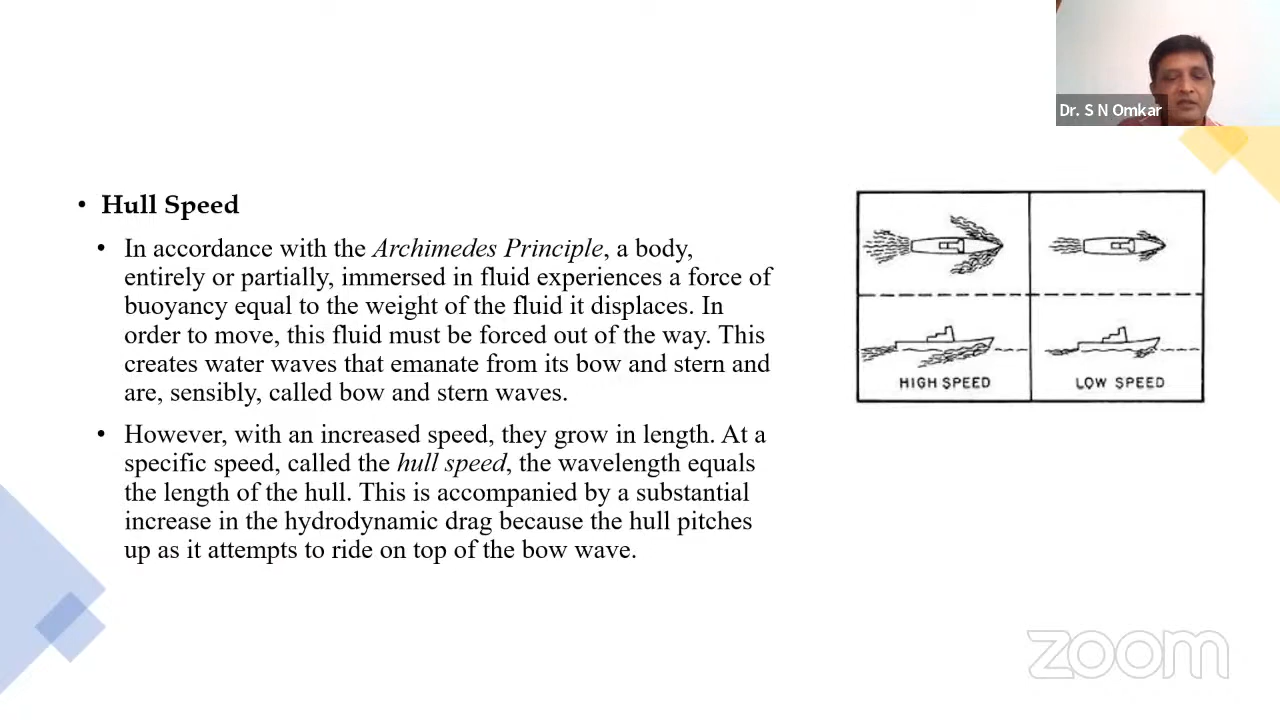 Dr. S N Omkar
• Hull Speed
• In accordance with the Archimedes Principle, a body,
entirely or partially, immersed in fluid experiences a force of
buoyancy equal to the weight of the fluid it displaces. In
order to move, this fluid must be forced out of the way. This
creates water waves that emanate from its bow and stern and
are, sensibly, called bow and stern waves.
• However, with an increased speed, they grow in length. At a
specific speed, called the hull speed, the wavelength equals
the length of the hull. This is accompanied by a substantial
increase in the hydrodynamic drag because the hull pitches
up as it attempts to ride on top of the bow wave.
HIGH SPEED
LOW SPEED
zoom